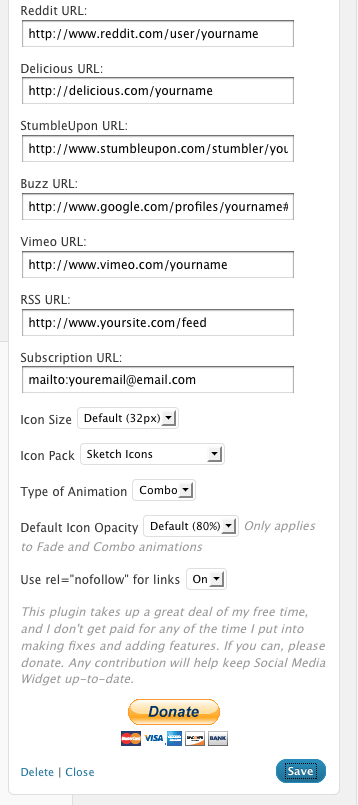 Reddit URL:
http://www.reddit.com/user/yourname
Delicious URL:
http://delicious.com/yourname
StumbleUpon URL:
http://www.stumbleupon.com/stumbler/you
Buzz URL:
http://www.google.com/profiles/yourname#
Vimeo URL:
http://www.vimeo.com/yourname
RSS URL:
http://www.yoursite.com/feed
Subscription URL:
mailto:youremail@email.com
Icon Size Default (32px)
Icon Pack Sketch Icons
Type of Animation Combo
Default Icon Opacity Default (80%) Only applies
to Fade and Combo animations
Use rel="nofollow" for links On
This plugin takes up a great deal of my free time,
and I don't get paid for any of the time I put into
making fixes and adding features. If you can, please
donate. Any contribution will help keep Social Media
Widget up-to-date.
Donate
VISA DISCOVER BANK
Delete | Close Save